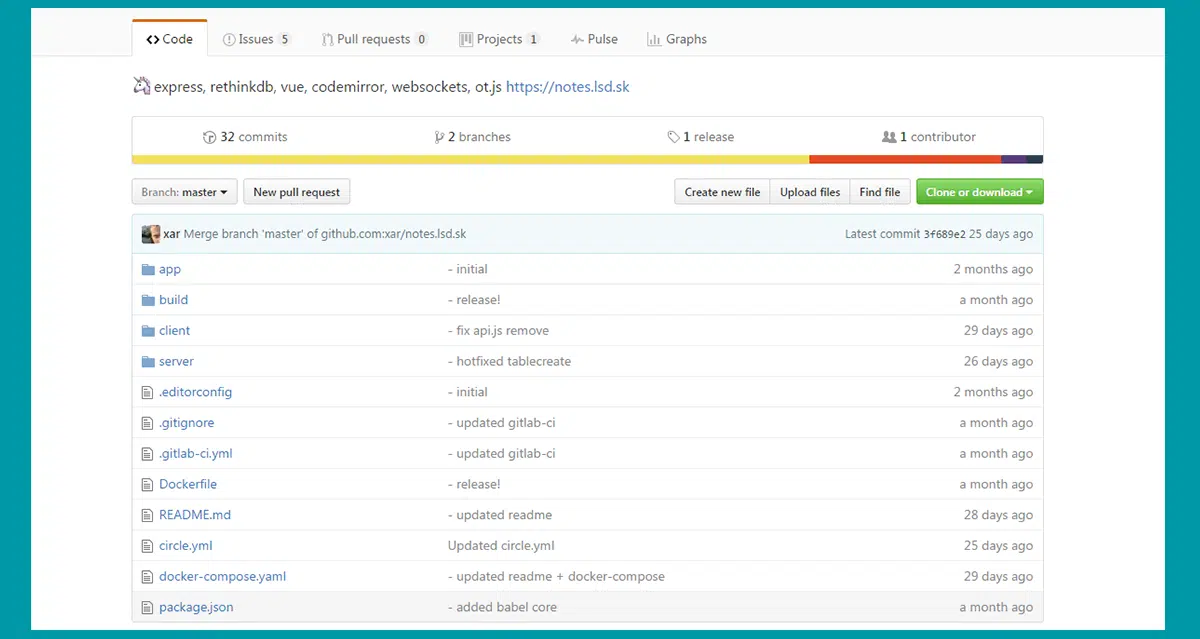 Code Issues 5 Pull requests 0 Projects 1 Pulse Graphs
express, rethinkdb, vue, codemirror, websockets, ot.js https://notes.lsd.sk
32 commits 2 branches 1 release 1 contributor
Branch: master New pull request Create new file Upload files Find file Clone or download
xar Merge branch 'master' of github.com:xar/notes.lsd.sk Latest commit 3f689e2 25 days ago
app - initial 2 months ago
build - release! a month ago
client - fix api.js remove 29 days ago
server - hotfixed tablecreate 26 days ago
.editorconfig - initial 2 months ago
.gitignore - updated gitlab-ci a month ago
.gitlab-ci.yml - updated gitlab-ci a month ago
Dockerfile - release! a month ago
README.md - updated readme 28 days ago
circle.yml Updated circle.yml 25 days ago
docker-compose.yaml - updated readme + docker-compose 29 days ago
package.json - added babel core a month ago